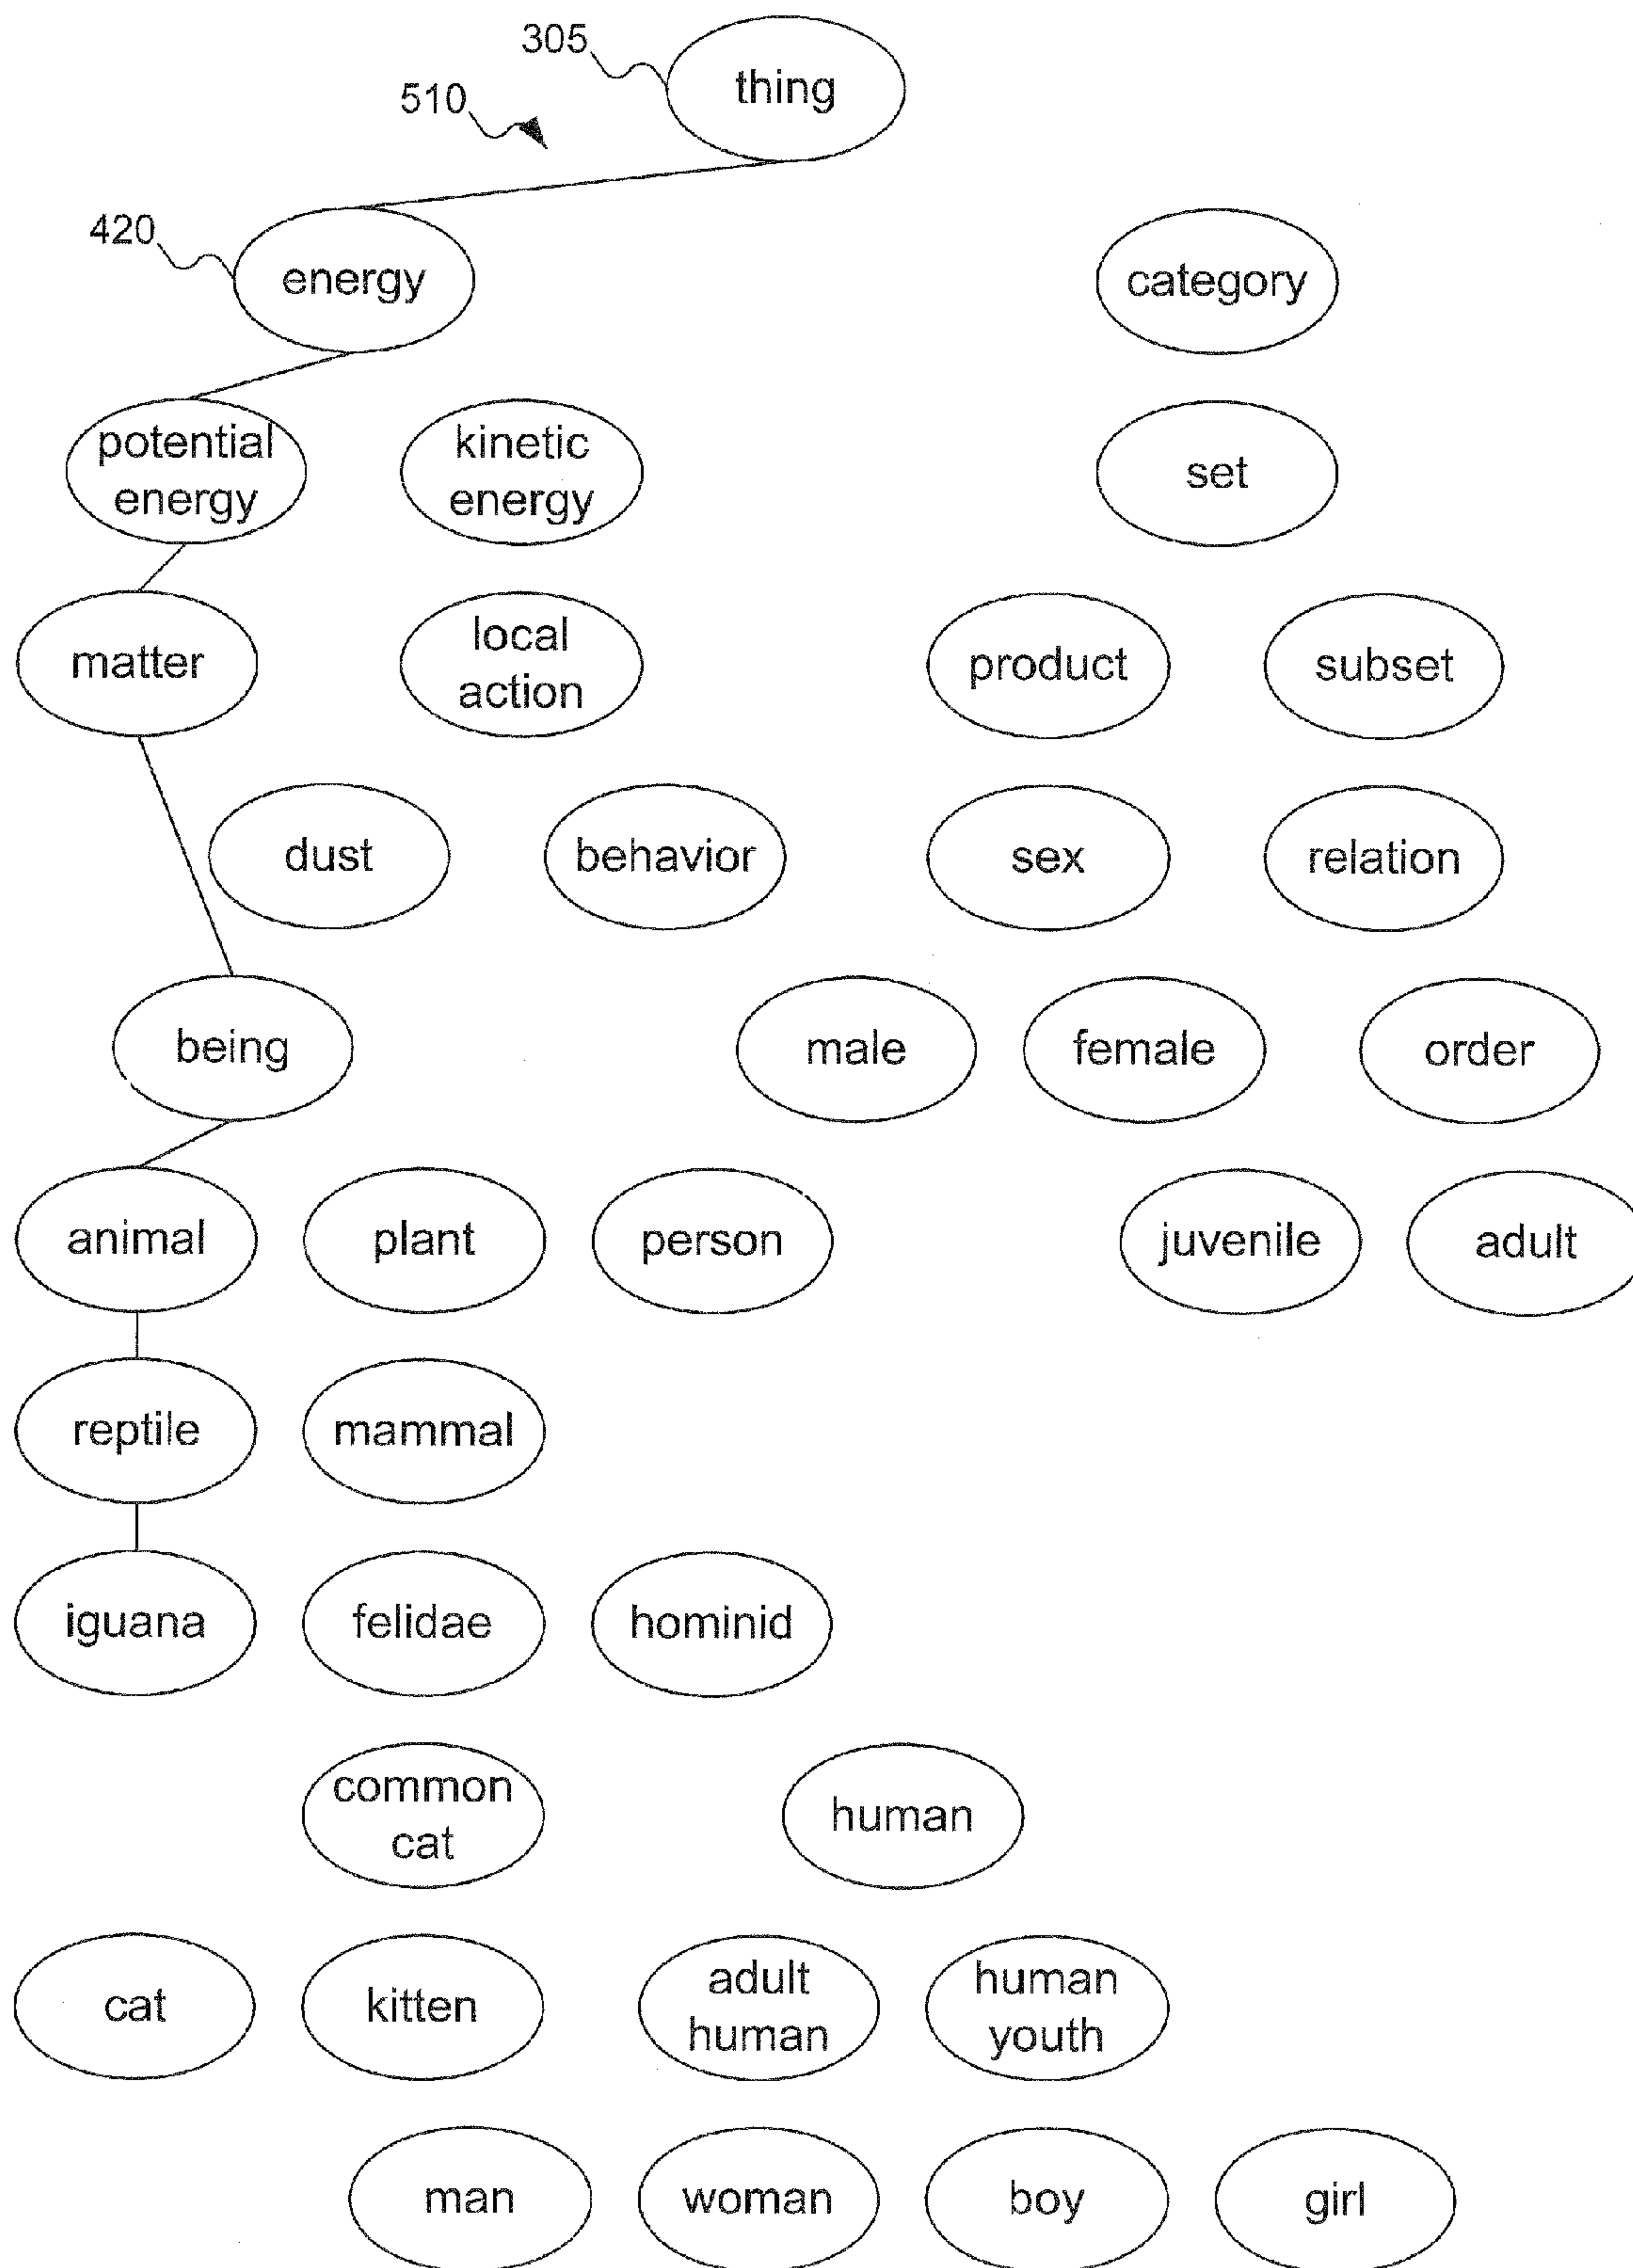 305
thing
510
420
energy
category
potential
energy
kinetic
energy
set
matter
local
action
product
subset
dust
behavior
sex
relation
being
male
female
order
animal
plant
person
juvenile
adult
reptile
mammal
iguana
felidae
hominid
common
cat
human
cat
kitten
adult
human
human
youth
man
woman
boy
girl